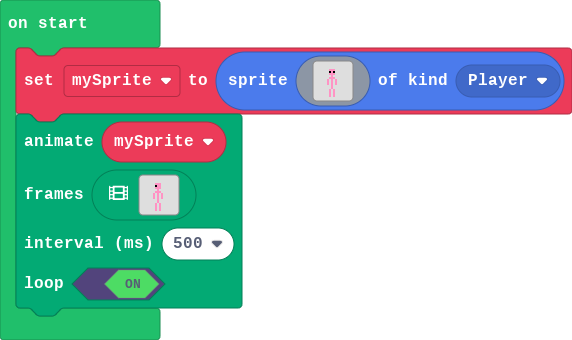 on start
set mySprite to sprite of kind Player
animate mySprite
frames
interval (ms) 500
loop ON